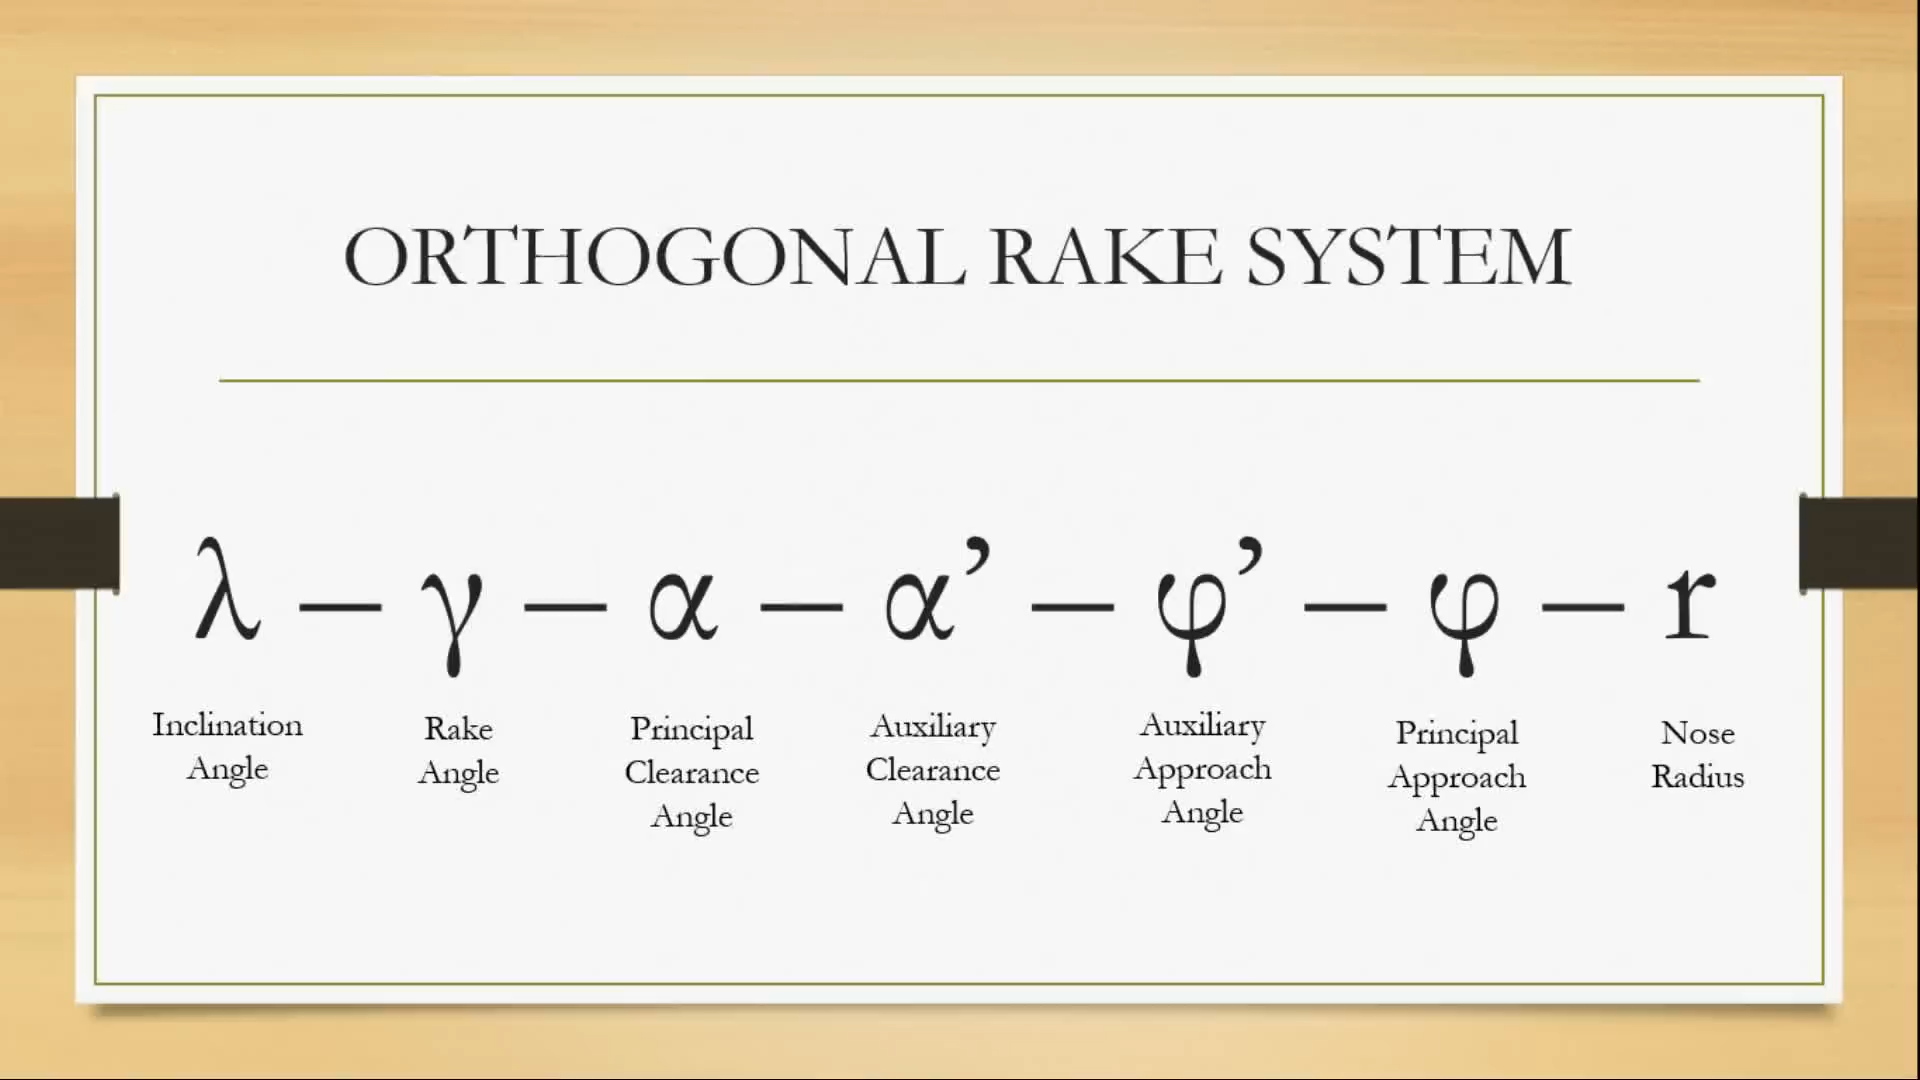 ORTHOGONAL RAKE SYSTEM
λ – γ – α – α’ – φ’ – φ – r
Inclination
Angle
Rake
Angle
Principal
Clearance
Angle
Auxiliary
Clearance
Angle
Auxiliary
Approach
Angle
Principal
Approach
Angle
Nose
Radius